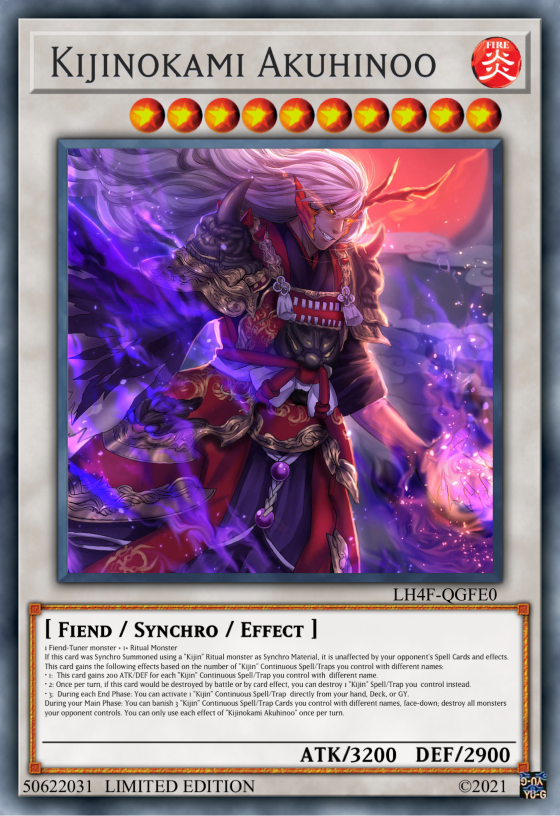 Kijinokami Akuhinoo
FIRE
炎
LH4F-QGFE0
[ Fiend / Synchro / Effect ]
1 Fiend-Tuner monster + 1+ Ritual Monster
If this card was Synchro Summoned using a "Kijin" Ritual monster as Synchro Material, it is unaffected by your opponent's Spell Cards and effects.
This card gains the following effects based on the number of "Kijin" Continuous Spell/Traps you control with different names:
• 1: This card gains 200 ATK/DEF for each "Kijin" Continuous Spell/Trap you control with different name.
• 2: Once per turn, if this card would be destroyed by battle or by card effect, you can destroy 1 "Kijin" Spell/Trap you control instead.
• 3: During each End Phase: You can activate 1 "Kijin" Continuous Spell/Trap directly from your hand, Deck, or GY.
During your Main Phase: You can banish 3 "Kijin" Continuous Spell/Trap Cards you control with different names, face-down; destroy all monsters
your opponent controls. You can only use each effect of "Kijinokami Akuhinoo" once per turn.
ATK/3200 DEF/2900
50622031 LIMITED EDITION
©2021
YU-G